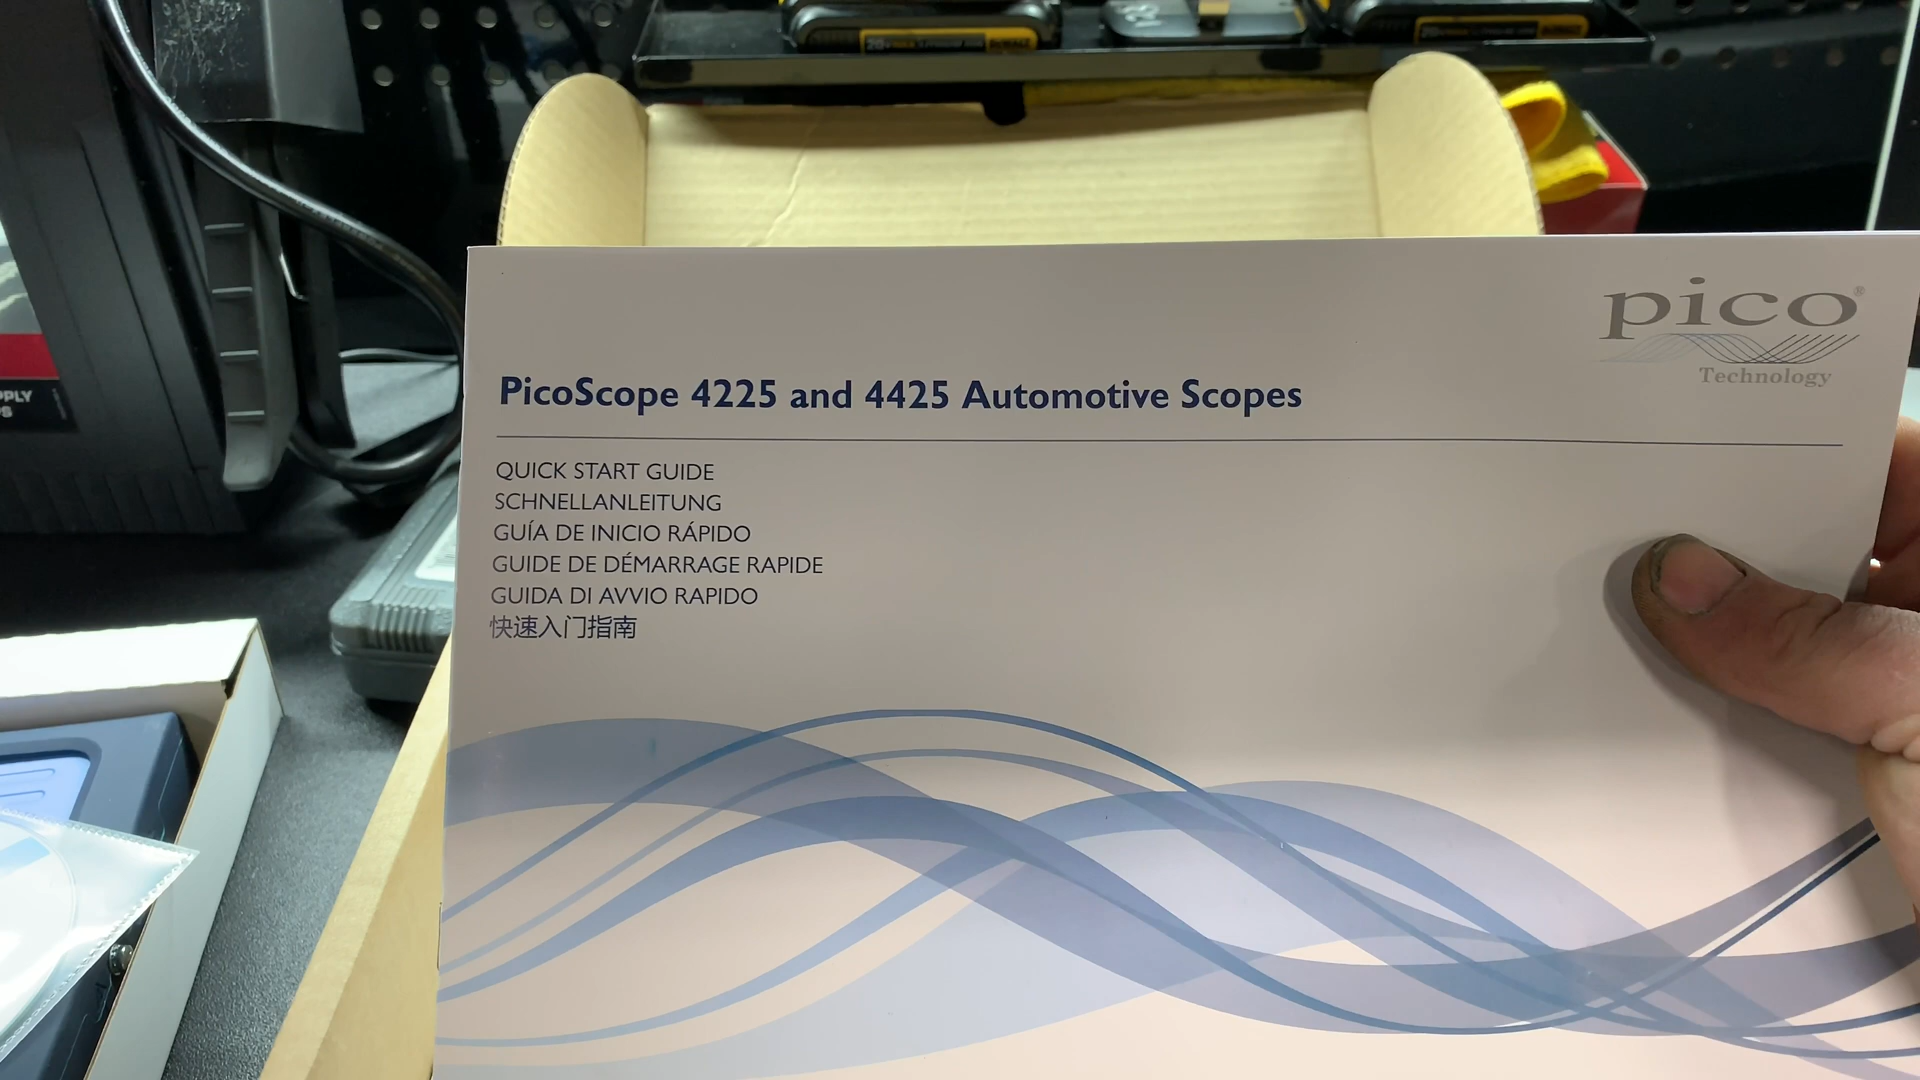 pico®
Technology
PicoScope 4225 and 4425 Automotive Scopes
QUICK START GUIDE
SCHNELLANLEITUNG
GUÍA DE INICIO RÁPIDO
GUIDE DE DÉMARRAGE RAPIDE
GUIDA DI AVVIO RAPIDO
快速入门指南